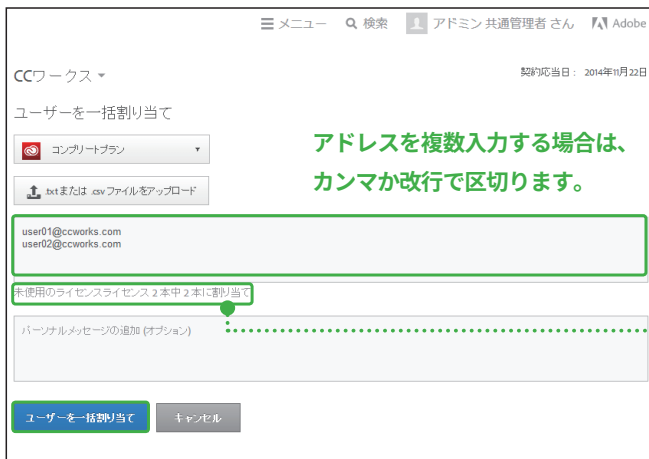 メニュー 検索 アドミン 共通管理者 さん Adobe
CCワークス
契約応当日： 2014年11月22日
ユーザーを一括割り当て
コンプリートプラン
アドレスを複数入力する場合は、
カンマか改行で区切ります。
.txt または .csv ファイルをアップロード
user01@ccworks.com
user02@ccworks.com
未使用のライセンスライセンス 2 本中 2 本に割り当て
パーソナルメッセージの追加 (オプション)
ユーザーを一括割り当て キャンセル